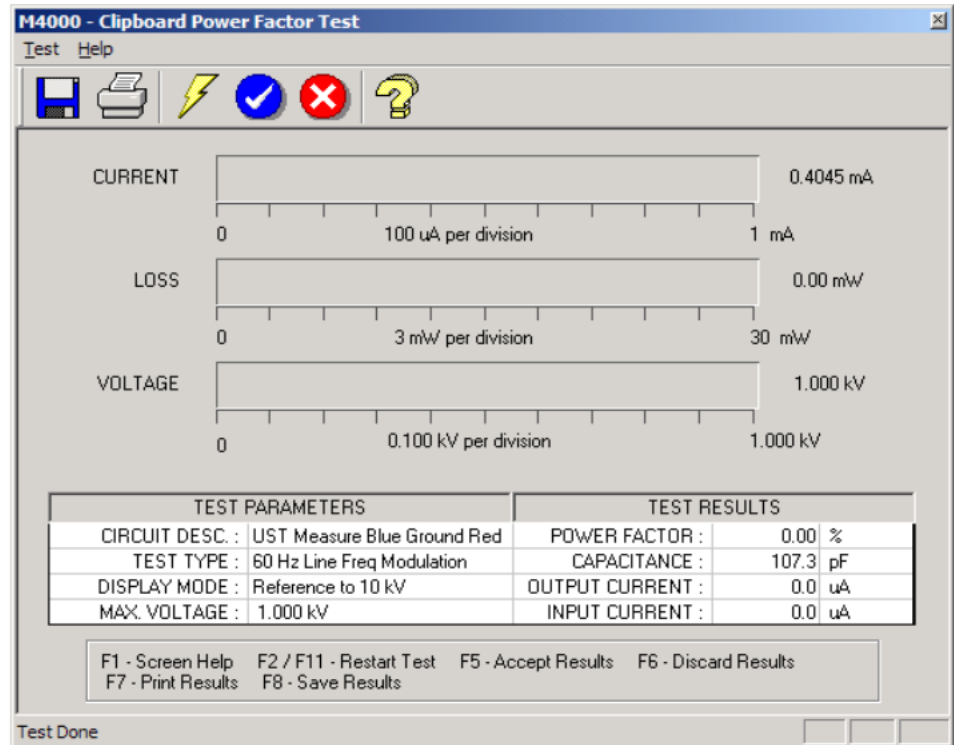 M4000 - Clipboard Power Factor Test
Test Help
CURRENT 0.4045 mA
0 100 uA per division 1 mA
LOSS 0.00 mW
0 3 mW per division 30 mW
VOLTAGE 1.000 kV
0 0.100 kV per division 1.000 kV
TEST PARAMETERS TEST RESULTS
CIRCUIT DESC. : UST Measure Blue Ground Red POWER FACTOR : 0.00 %
TEST TYPE : 60 Hz Line Freq Modulation CAPACITANCE : 107.3 pF
DISPLAY MODE : Reference to 10 kV OUTPUT CURRENT : 0.0 uA
MAX. VOLTAGE : 1.000 kV INPUT CURRENT : 0.0 uA
F1 - Screen Help F2 / F11 - Restart Test F5 - Accept Results F6 - Discard Results
F7 - Print Results F8 - Save Results
Test Done